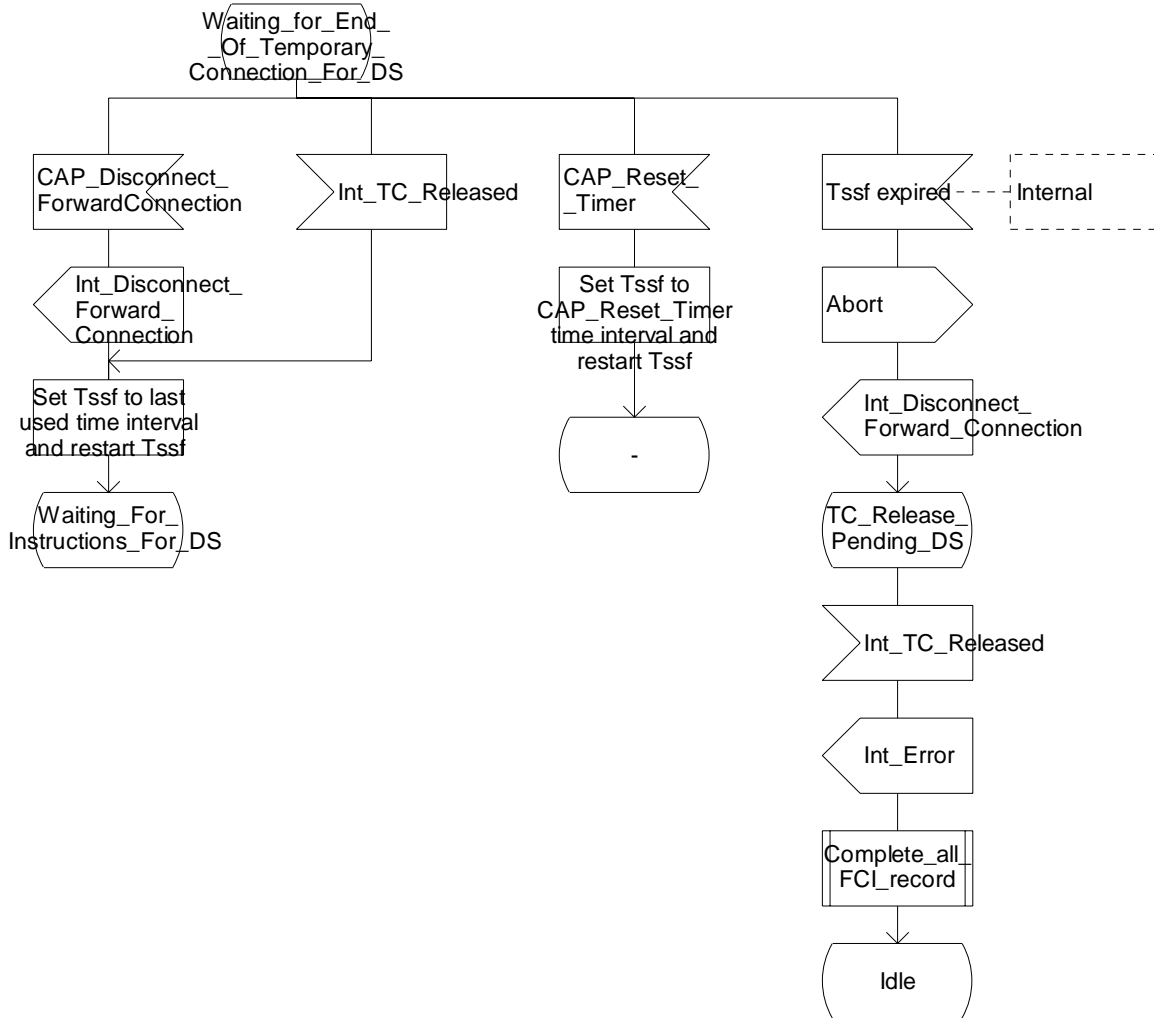 Waiting_for_End_
_Of_Temporary_
Connection_For_DS
CAP_Disconnect_
ForwardConnection
Int_TC_Released
CAP_Reset_
_Timer
Tssf expired
Internal
Int_Disconnect_
Forward_
Connection
Set Tssf to
CAP_Reset_Timer
time interval and
restart Tssf
Abort
Set Tssf to last
used time interval
and restart Tssf
-
Int_Disconnect_
Forward_Connection
Waiting_For_
Instructions_For_DS
TC_Release_
Pending_DS
Int_TC_Released
Int_Error
Complete_all_
FCI_record
Idle